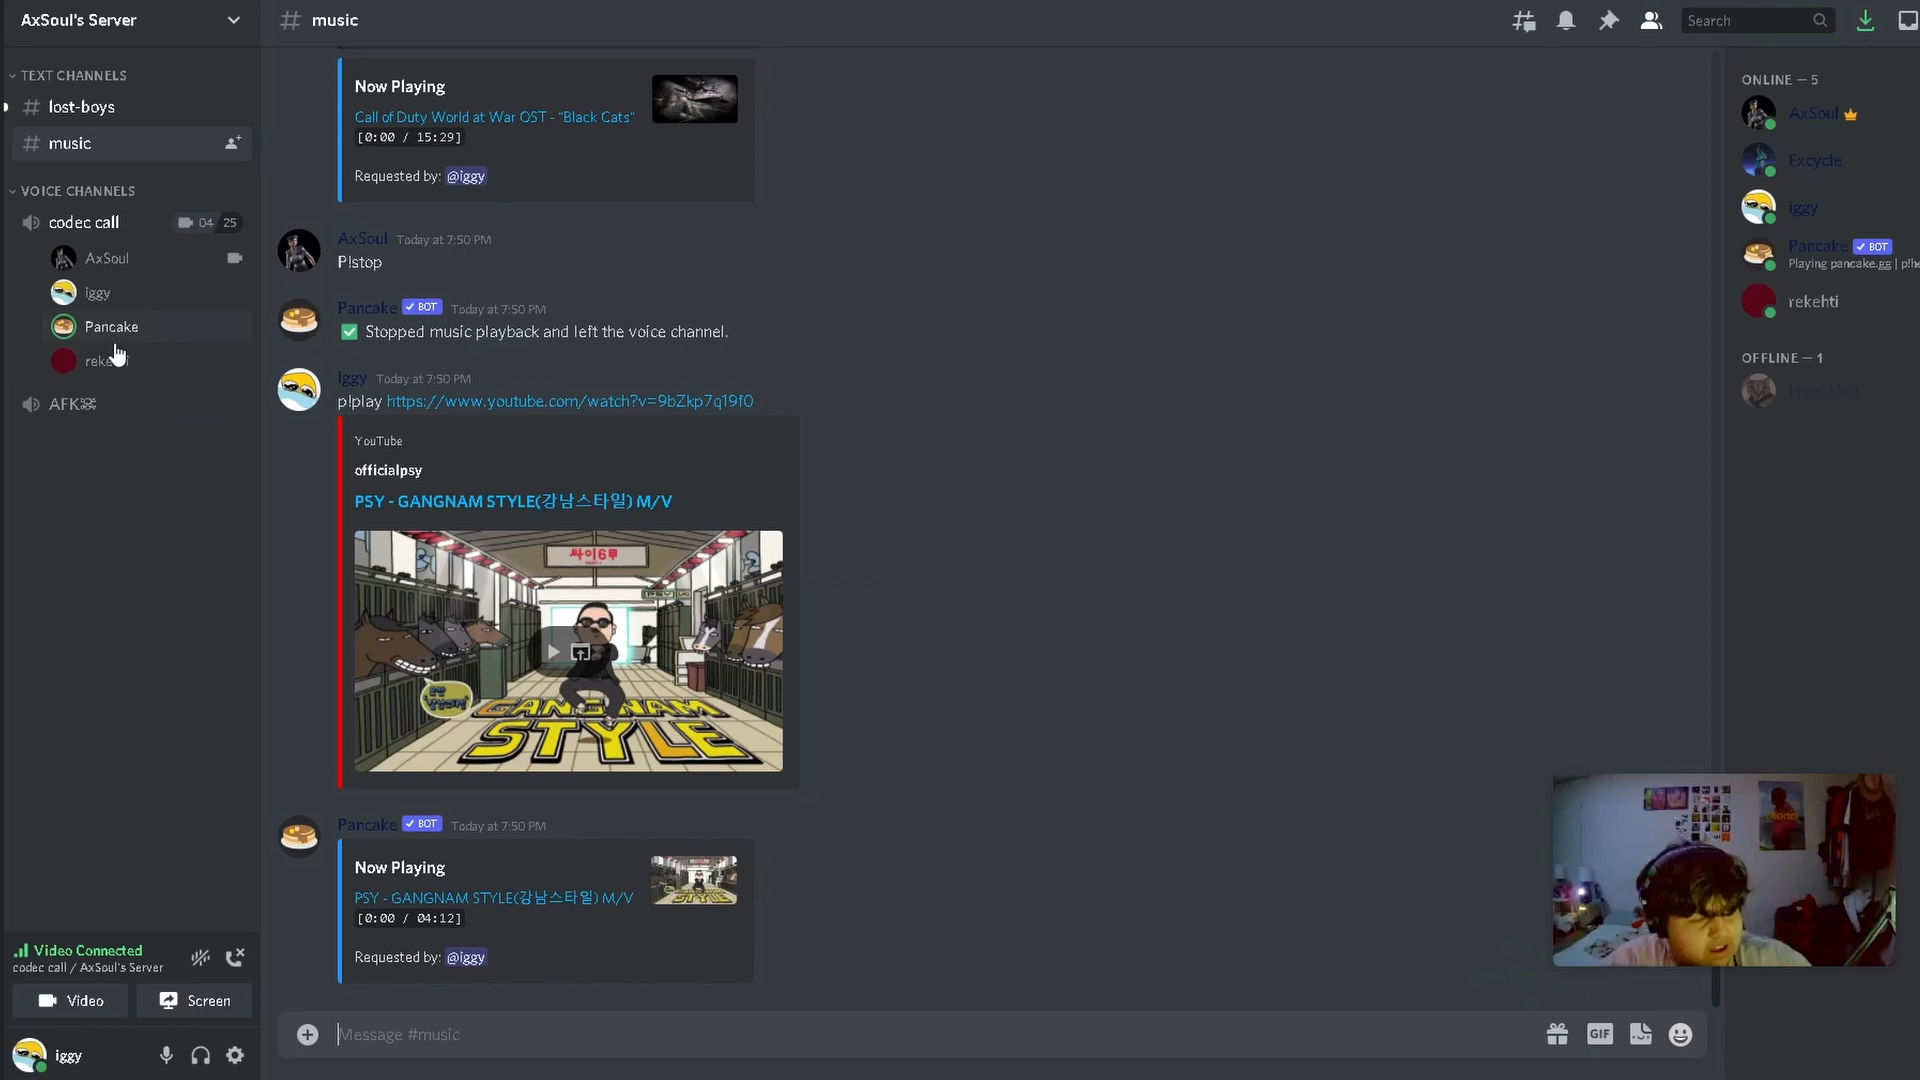 AxSoul's Server
TEXT CHANNELS
lost-boys
music
VOICE CHANNELS
codec call
04 25
AxSoul
iggy
Pancake
AFK
Video Connected
codec call / AxSoul's Server
Video
Screen
iggy
music
Search
Now Playing
Call of Duty World at War OST - "Black Cats"
[0:00 / 15:29]
Requested by: @iggy
AxSoul Today at 7:50 PM
P!stop
Pancake BOT Today at 7:50 PM
Stopped music playback and left the voice channel.
iggy Today at 7:50 PM
p!play https://www.youtube.com/watch?v=9bZkp7q19f0
YouTube
officialpsy
PSY - GANGNAM STYLE(강남스타일) M/V
싸이6甲
GANGNAM
STYLE
Pancake BOT Today at 7:50 PM
Now Playing
PSY - GANGNAM STYLE(강남스타일) M/V
[0:00 / 04:12]
Requested by: @iggy
Message #music
GIF
ONLINE — 5
AxSoul
Excycle
iggy
Pancake BOT
Playing pancake.gg | p!he
rekehti
OFFLINE — 1